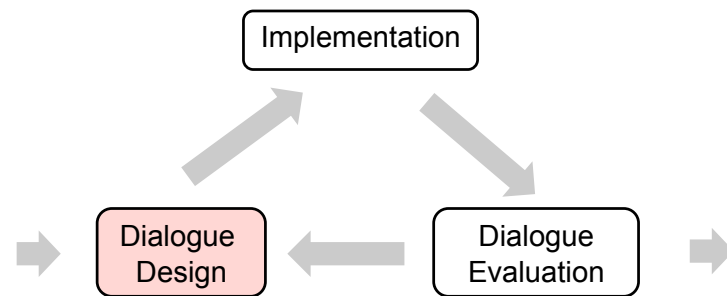 Implementation
Dialogue
Design
Dialogue
Evaluation